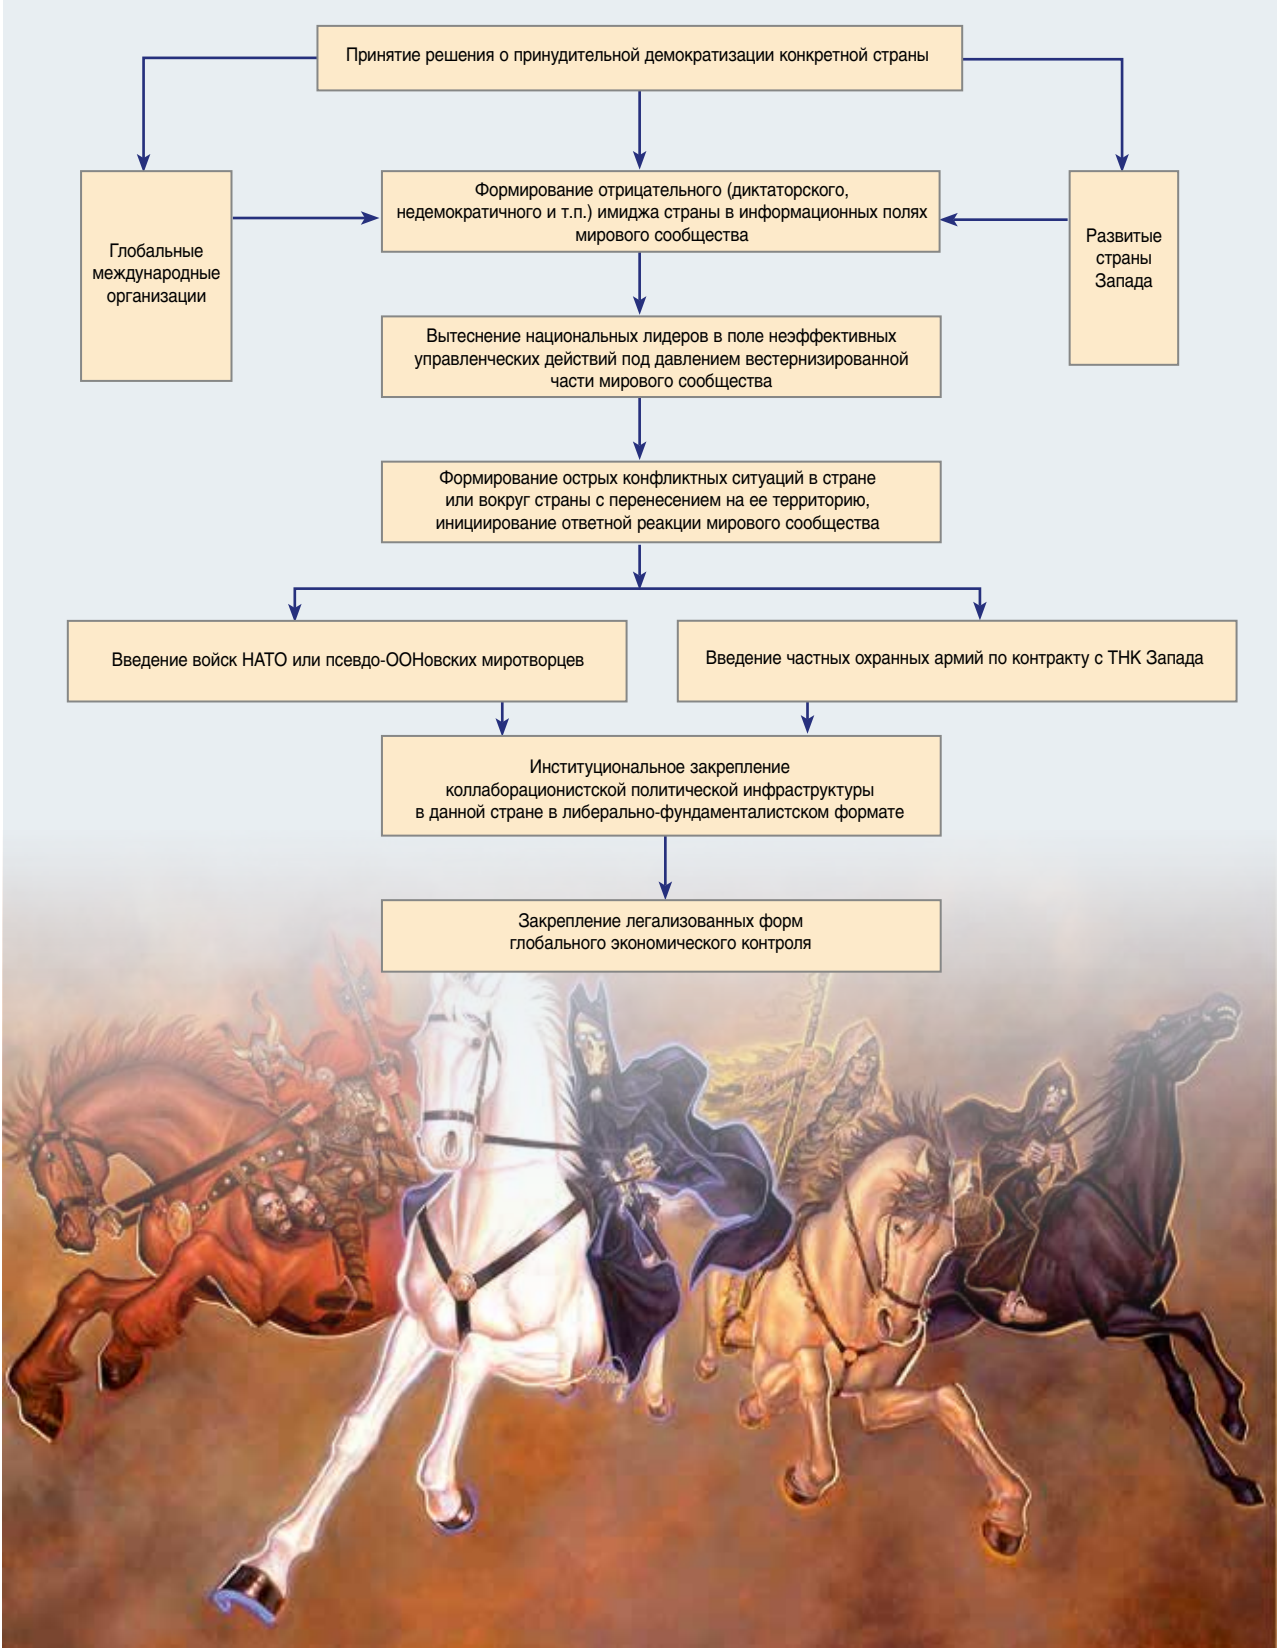 Принятие решения о принудительной демократизации конкретной страны
Глобальные
международные
организации
Формирование отрицательного (диктаторского,
недемократичного и т.п.) имиджа страны в информационных полях
мирового сообщества
Развитые
страны
Запада
Вытеснение национальных лидеров в поле неэффективных
управленческих действий под давлением вестернизированной
части мирового сообщества
Формирование острых конфликтных ситуаций в стране
или вокруг страны с перенесением на ее территорию,
инициирование ответной реакции мирового сообщества
Введение войск НАТО или псевдо-ООНовских миротворцев
Введение частных охранных армий по контракту с ТНК Запада
Институциональное закрепление
коллаборационистской политической инфраструктуры
в данной стране в либерально-фундаменталистском формате
Закрепление легализованных форм
глобального экономического контроля